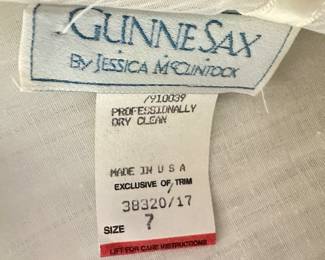 GUNNE SAX
BY JESSICA MCCLINTOCK
/910039
PROFESSIONALLY
DRY CLEAN
MADE IN U S A
EXCLUSIVE OF TRIM
38320/17
SIZE 7
LIFT FOR CARE INSTRUCTIONS